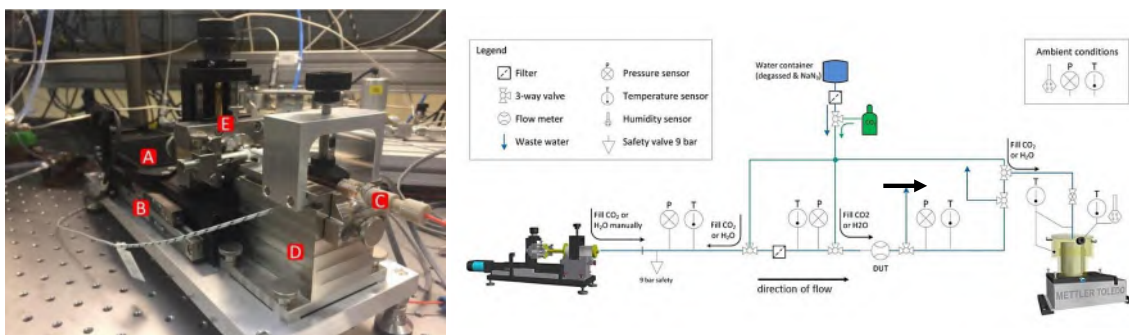 A
B
C
D
E
Legend
Filter
3-way valve
Flow meter
Waste water
P
Pressure sensor
T
Temperature sensor
Humidity sensor
Safety valve 9 bar
Water container
(degassed & NaN₃)
CO₂
Ambient conditions
P
T
Fill CO₂ or
H₂O manually
P
T
Fill CO₂
or H₂O
9 bar safety
T
P
Fill CO2
or H2O
DUT
P
T
direction of flow
Fill CO₂
or H₂O
T
T
METTLER TOLEDO